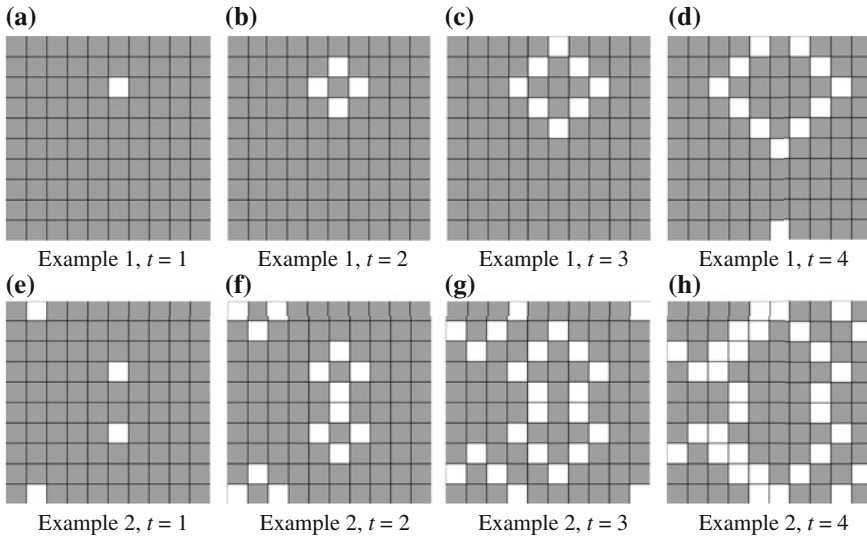 (a) (b) (c) (d)
Example 1, t = 1 Example 1, t = 2 Example 1, t = 3 Example 1, t = 4
(e) (f) (g) (h)
Example 2, t = 1 Example 2, t = 2 Example 2, t = 3 Example 2, t = 4